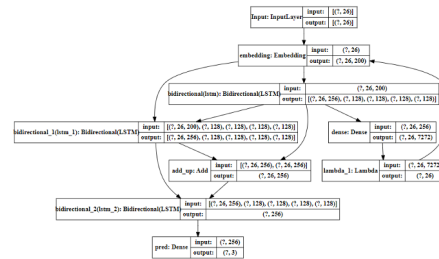 Input: InputLayer input: [(?, 26)]
output: [(?, 26)]
embedding: Embedding input: (?, 26)
output: (?, 26, 200)
bidirectional(lstm): Bidirectional(LSTM) input: (?, 26, 200)
output: [(?, 26, 256), (?, 128), (?, 128), (?, 128), (?, 128)]
bidirectional_1(lstm_1): Bidirectional(LSTM) input: [(?, 26, 200), (?, 128), (?, 128), (?, 128), (?, 128)]
output: [(?, 26, 256), (?, 128), (?, 128), (?, 128), (?, 128)]
dense: Dense input: (?, 26, 256)
output: (?, 26, 7272)
add_up: Add input: [(?, 26, 256), (?, 26, 256)]
output: (?, 26, 256)
lambda_1: Lambda input: (?, 26, 7272)
output: (?, 26)
bidirectional_2(lstm_2): Bidirectional(LSTM) input: [(?, 26, 256), (?, 128), (?, 128), (?, 128), (?, 128)]
output: (?, 256)
pred: Dense input: (?, 256)
output: (?, 3)